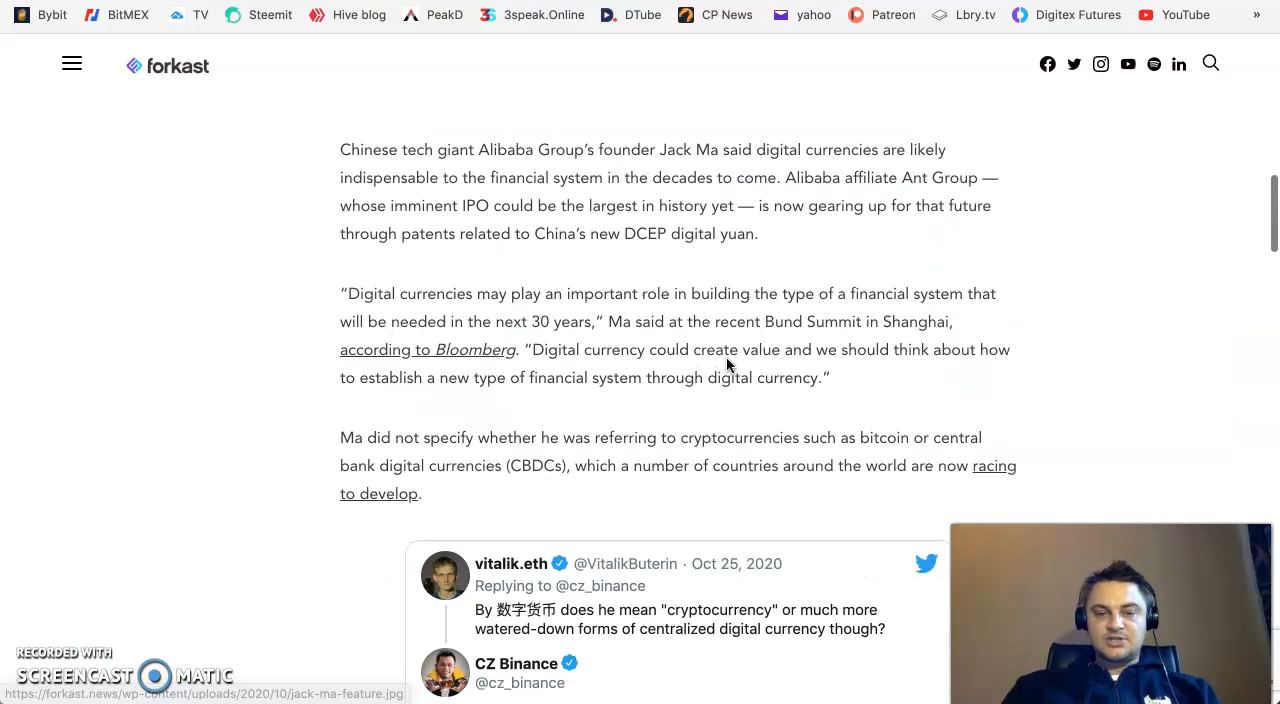 Bybit BitMEX TV Steemit Hive blog PeakD 3speak.Online DTube CP News yahoo Patreon Lbry.tv Digitex Futures YouTube »
forkast
Chinese tech giant Alibaba Group’s founder Jack Ma said digital currencies are likely
indispensable to the financial system in the decades to come. Alibaba affiliate Ant Group —
whose imminent IPO could be the largest in history yet — is now gearing up for that future
through patents related to China’s new DCEP digital yuan.
“Digital currencies may play an important role in building the type of a financial system that
will be needed in the next 30 years,” Ma said at the recent Bund Summit in Shanghai,
according to Bloomberg. “Digital currency could create value and we should think about how
to establish a new type of financial system through digital currency.”
Ma did not specify whether he was referring to cryptocurrencies such as bitcoin or central
bank digital currencies (CBDCs), which a number of countries around the world are now racing
to develop.
vitalik.eth @VitalikButerin · Oct 25, 2020
Replying to @cz_binance
By 数字货币 does he mean "cryptocurrency" or much more
watered-down forms of centralized digital currency though?
CZ Binance
@cz_binance
RECORDED WITH
SCREENCAST MATIC
https://forkast.news/wp-content/uploads/2020/10/jack-ma-feature.jpg